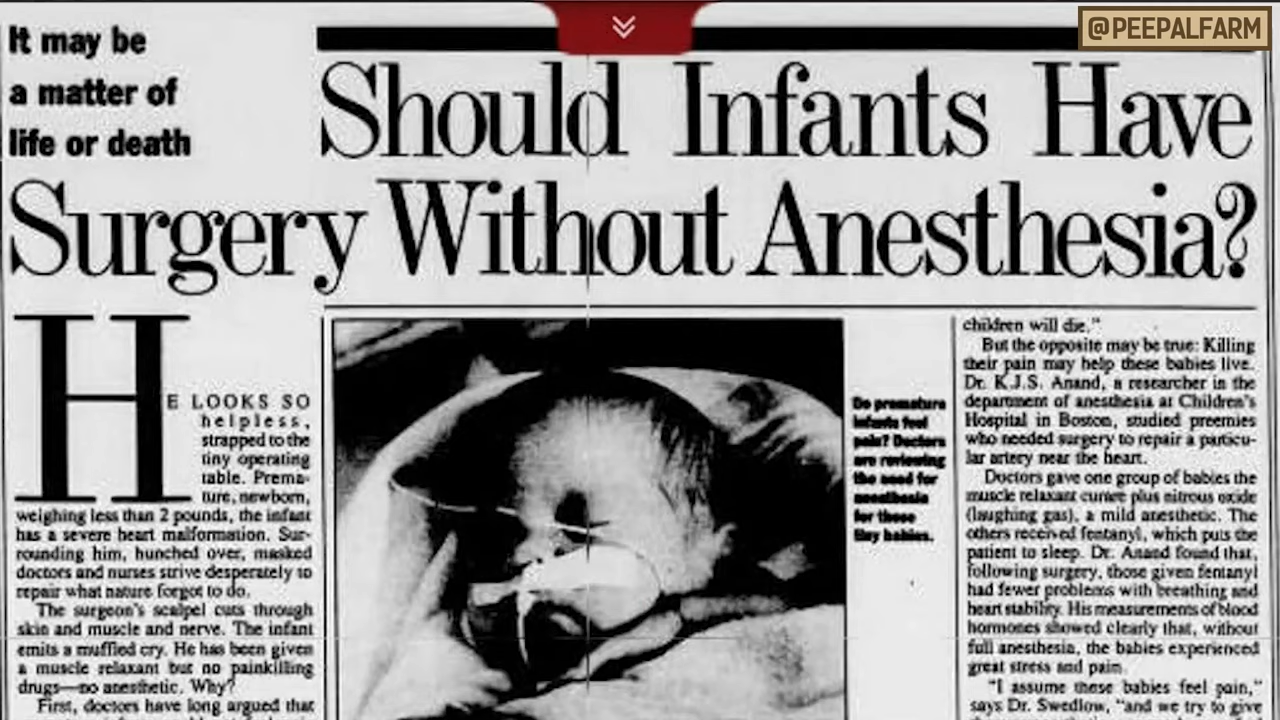 @PEEPALFARM
It may be
a matter of
life or death
Should Infants Have
Surgery Without Anesthesia?
HE LOOKS SO
helpless,
strapped to the
tiny operating
table. Prema-
ture, newborn,
weighing less than 2 pounds, the infant
has a severe heart malformation. Sur-
rounding him, hunched over, masked
doctors and nurses strive desperately to
repair what nature forgot to do.
The surgeon's scalpel cuts through
skin and muscle and nerve. The infant
emits a muffled cry. He has been given
a muscle relaxant but no painkilling
drugs—no anesthetic. Why?
First, doctors have long argued that
Do premature
infants feel
pain? Doctors
are reviewing
the need for
anesthesia
for these
tiny babies.
children will die."
But the opposite may be true: Killing
their pain may help these babies live.
Dr. K.J.S. Anand, a researcher in the
department of anesthesia at Children's
Hospital in Boston, studied preemies
who needed surgery to repair a particu-
lar artery near the heart.
Doctors gave one group of babies the
muscle relaxant curare plus nitrous oxide
(laughing gas), a mild anesthetic. The
others received fentanyl, which puts the
patient to sleep. Dr. Anand found that,
following surgery, those given fentanyl
had fewer problems with breathing and
heart stability. His measurements of blood
hormones showed clearly that, without
full anesthesia, the babies experienced
great stress and pain.
"I assume these babies feel pain,"
says Dr. Swedlow, "and we try to give